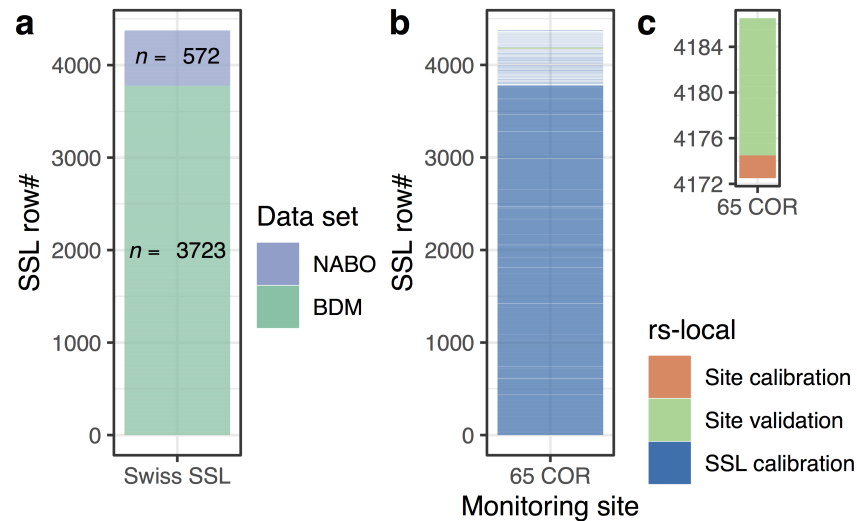 a
SSL row#
4000
3000
2000
1000
0
n = 572
n = 3723
Swiss SSL
Data set
NABO
BDM
b
SSL row#
4000
3000
2000
1000
0
65 COR
Monitoring site
c
4184
4180
4176
4172
65 COR
rs-local
Site calibration
Site validation
SSL calibration